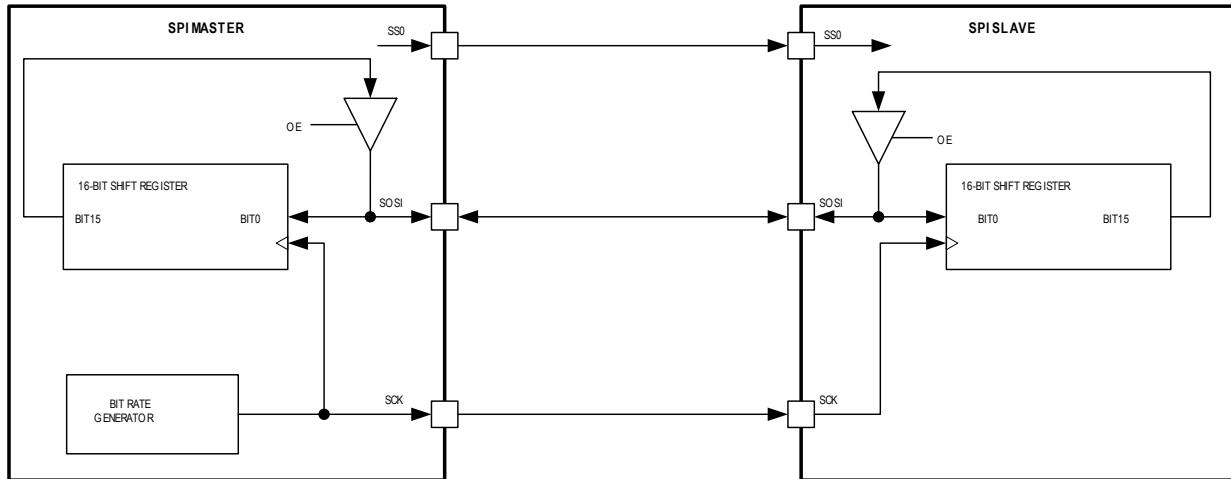 SPI MASTER
SPI SLAVE
SS0
SS0
OE
OE
16-BIT SHIFT REGISTER
16-BIT SHIFT REGISTER
SOSI
SOSI
BIT15
BIT0
BIT0
BIT15
BIT RATE
GENERATOR
SCK
SCK